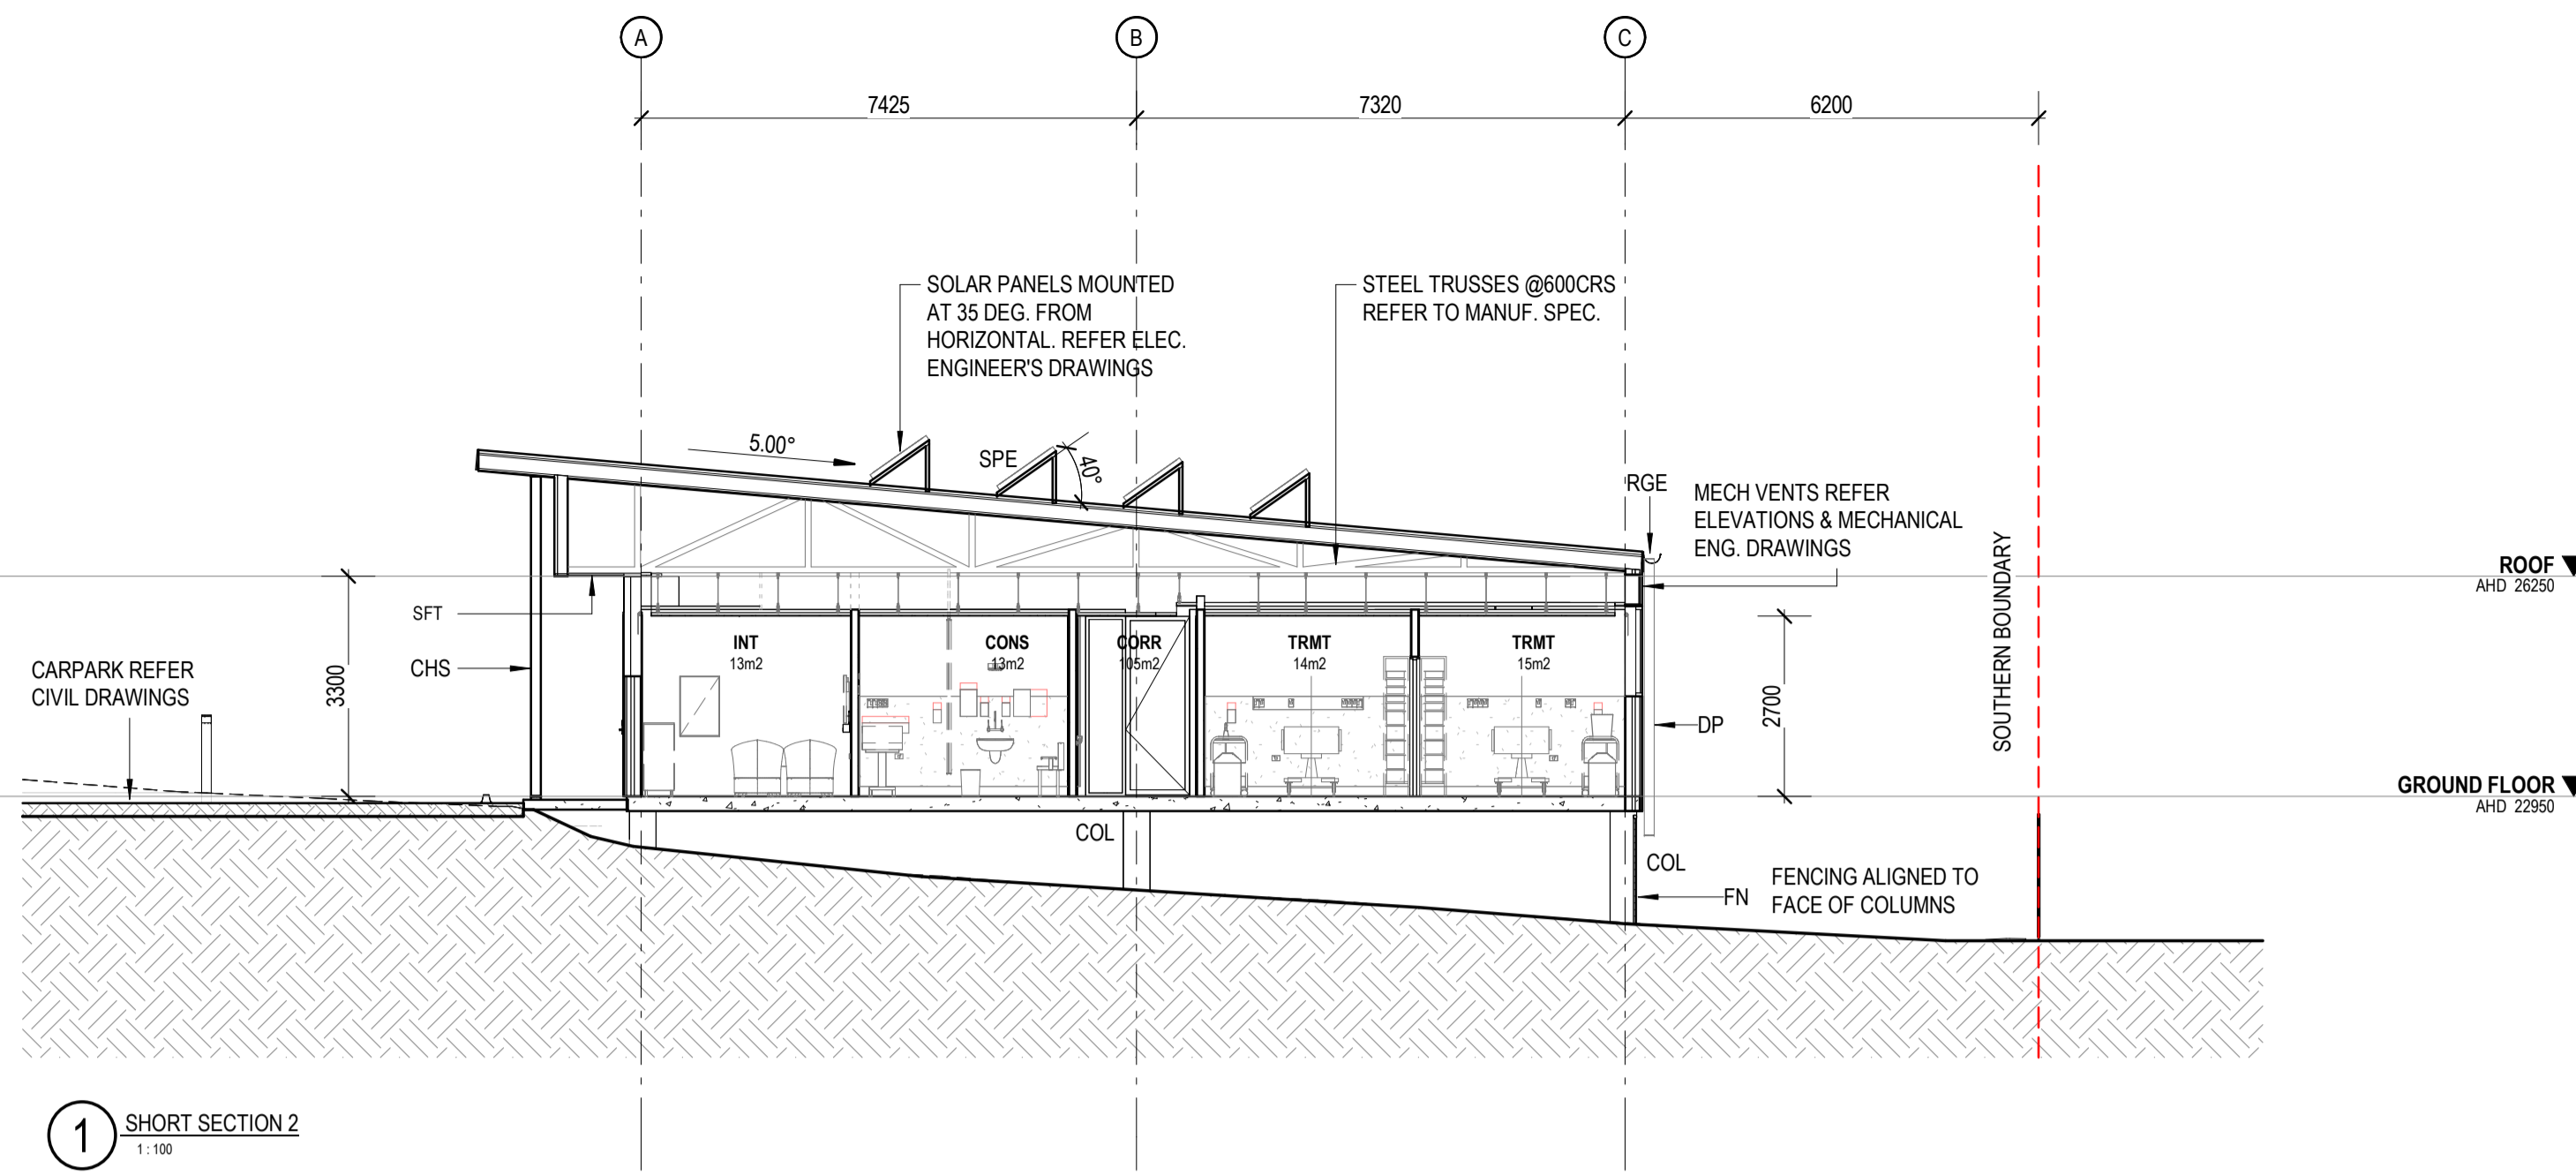 A
B
C
7425
7320
6200
SOLAR PANELS MOUNTED
AT 35 DEG. FROM
HORIZONTAL. REFER ELEC.
ENGINEER'S DRAWINGS
STEEL TRUSSES @600CRS
REFER TO MANUF. SPEC.
5.00°
SPE
40°
RGE
MECH VENTS REFER
ELEVATIONS & MECHANICAL
ENG. DRAWINGS
SOUTHERN BOUNDARY
ROOF
AHD 26250
SFT
CHS
3300
CARPARK REFER
CIVIL DRAWINGS
INT
13m2
CONS
13m2
CORR
105m2
TRMT
14m2
TRMT
15m2
2700
DP
GROUND FLOOR
AHD 22950
COL
COL
FN
FENCING ALIGNED TO
FACE OF COLUMNS
1
SHORT SECTION 2
1 : 100